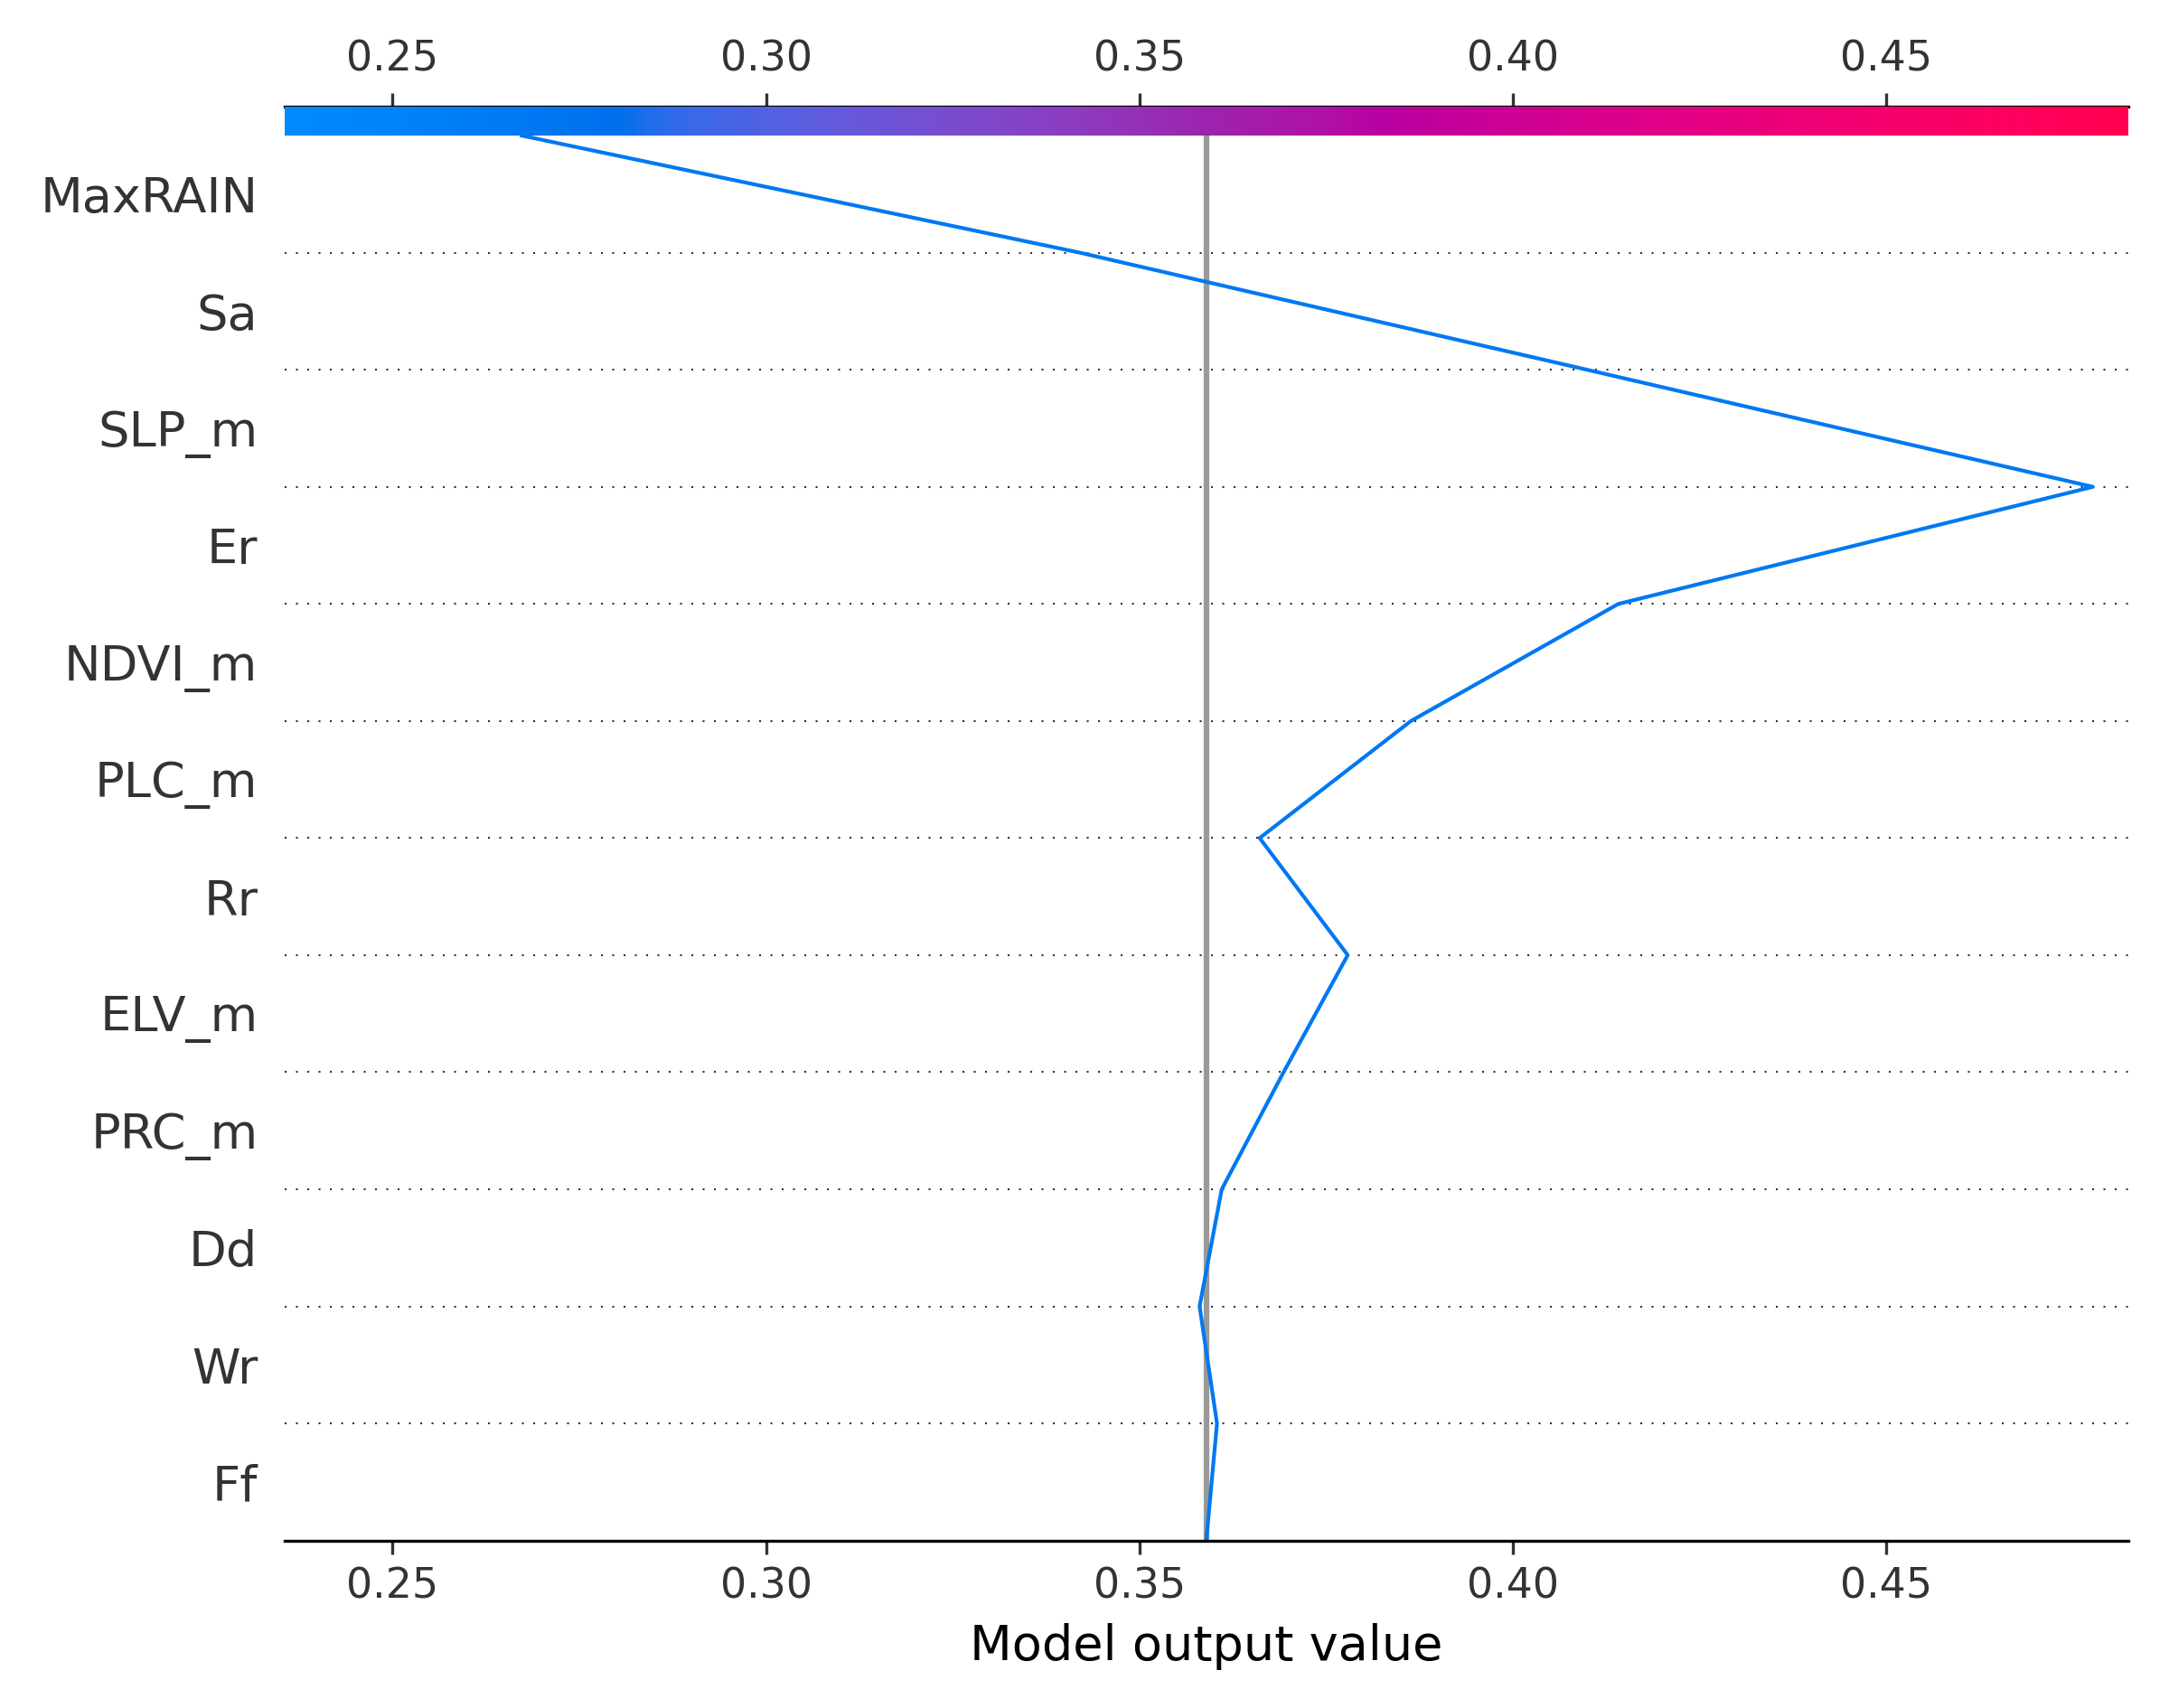 0.25 0.30 0.35 0.40 0.45
MaxRAIN
Sa
SLP_m
Er
NDVI_m
PLC_m
Rr
ELV_m
PRC_m
Dd
Wr
Ff
0.25 0.30 0.35 0.40 0.45
Model output value